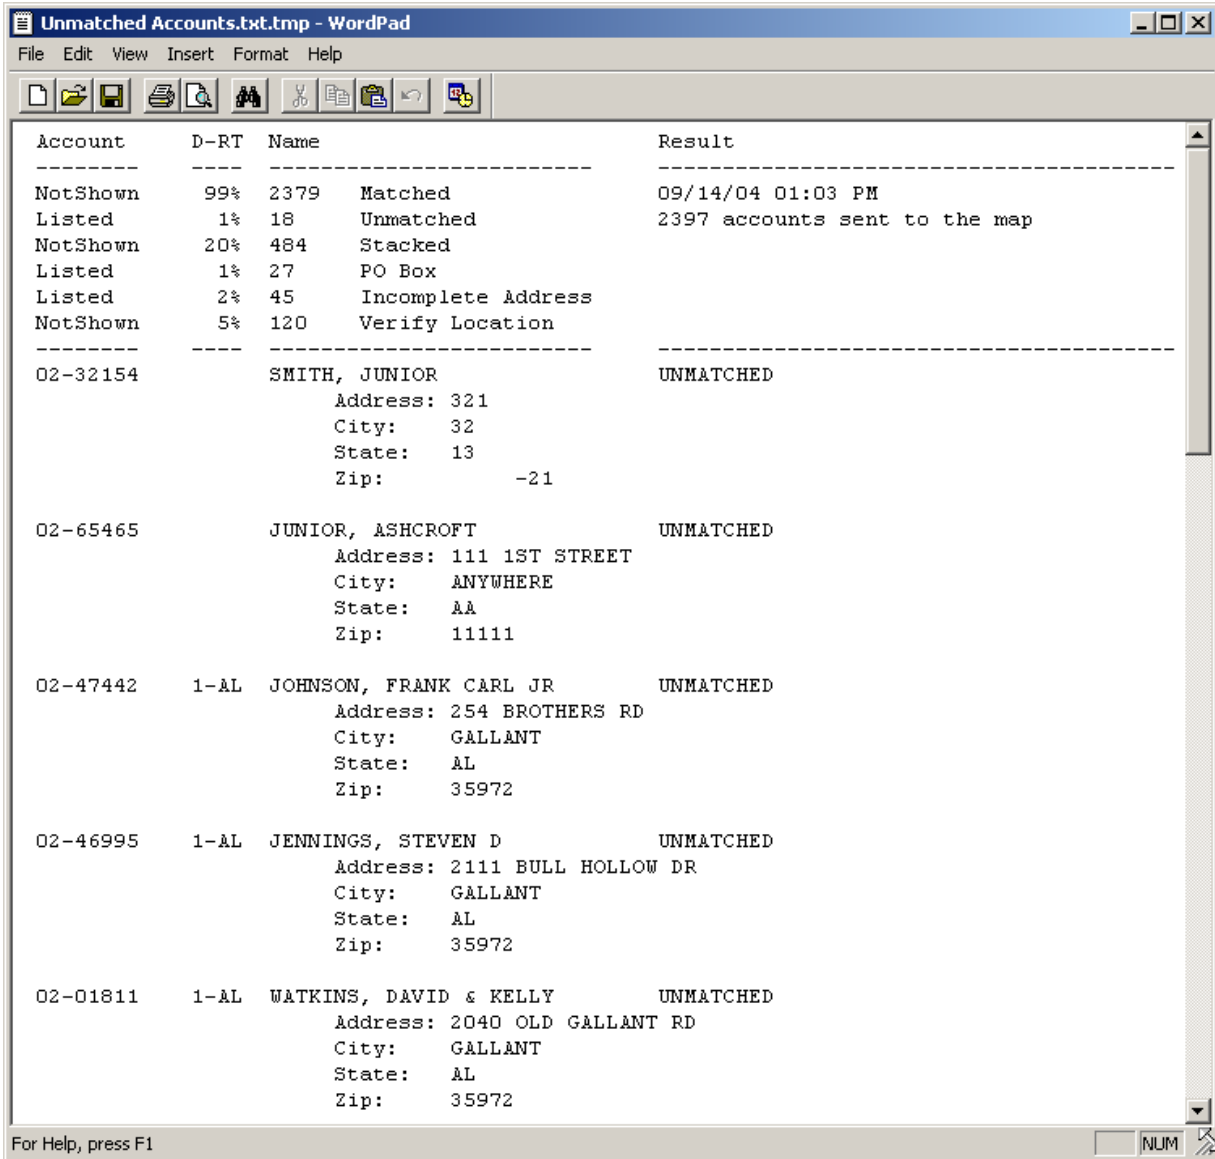 Unmatched Accounts.txt.tmp - WordPad
File Edit View Insert Format Help
Account D-RT Name Result
-------- ---- ------------------------- ----------------------------------------
NotShown 99% 2379 Matched 09/14/04 01:03 PM
Listed 1% 18 Unmatched 2397 accounts sent to the map
NotShown 20% 484 Stacked
Listed 1% 27 PO Box
Listed 2% 45 Incomplete Address
NotShown 5% 120 Verify Location
-------- ---- ------------------------- ----------------------------------------
02-32154 SMITH, JUNIOR UNMATCHED
Address: 321
City: 32
State: 13
Zip: -21
02-65465 JUNIOR, ASHCROFT UNMATCHED
Address: 111 1ST STREET
City: ANYWHERE
State: AA
Zip: 11111
02-47442 1-AL JOHNSON, FRANK CARL JR UNMATCHED
Address: 254 BROTHERS RD
City: GALLANT
State: AL
Zip: 35972
02-46995 1-AL JENNINGS, STEVEN D UNMATCHED
Address: 2111 BULL HOLLOW DR
City: GALLANT
State: AL
Zip: 35972
02-01811 1-AL WATKINS, DAVID & KELLY UNMATCHED
Address: 2040 OLD GALLANT RD
City: GALLANT
State: AL
Zip: 35972
For Help, press F1 NUM